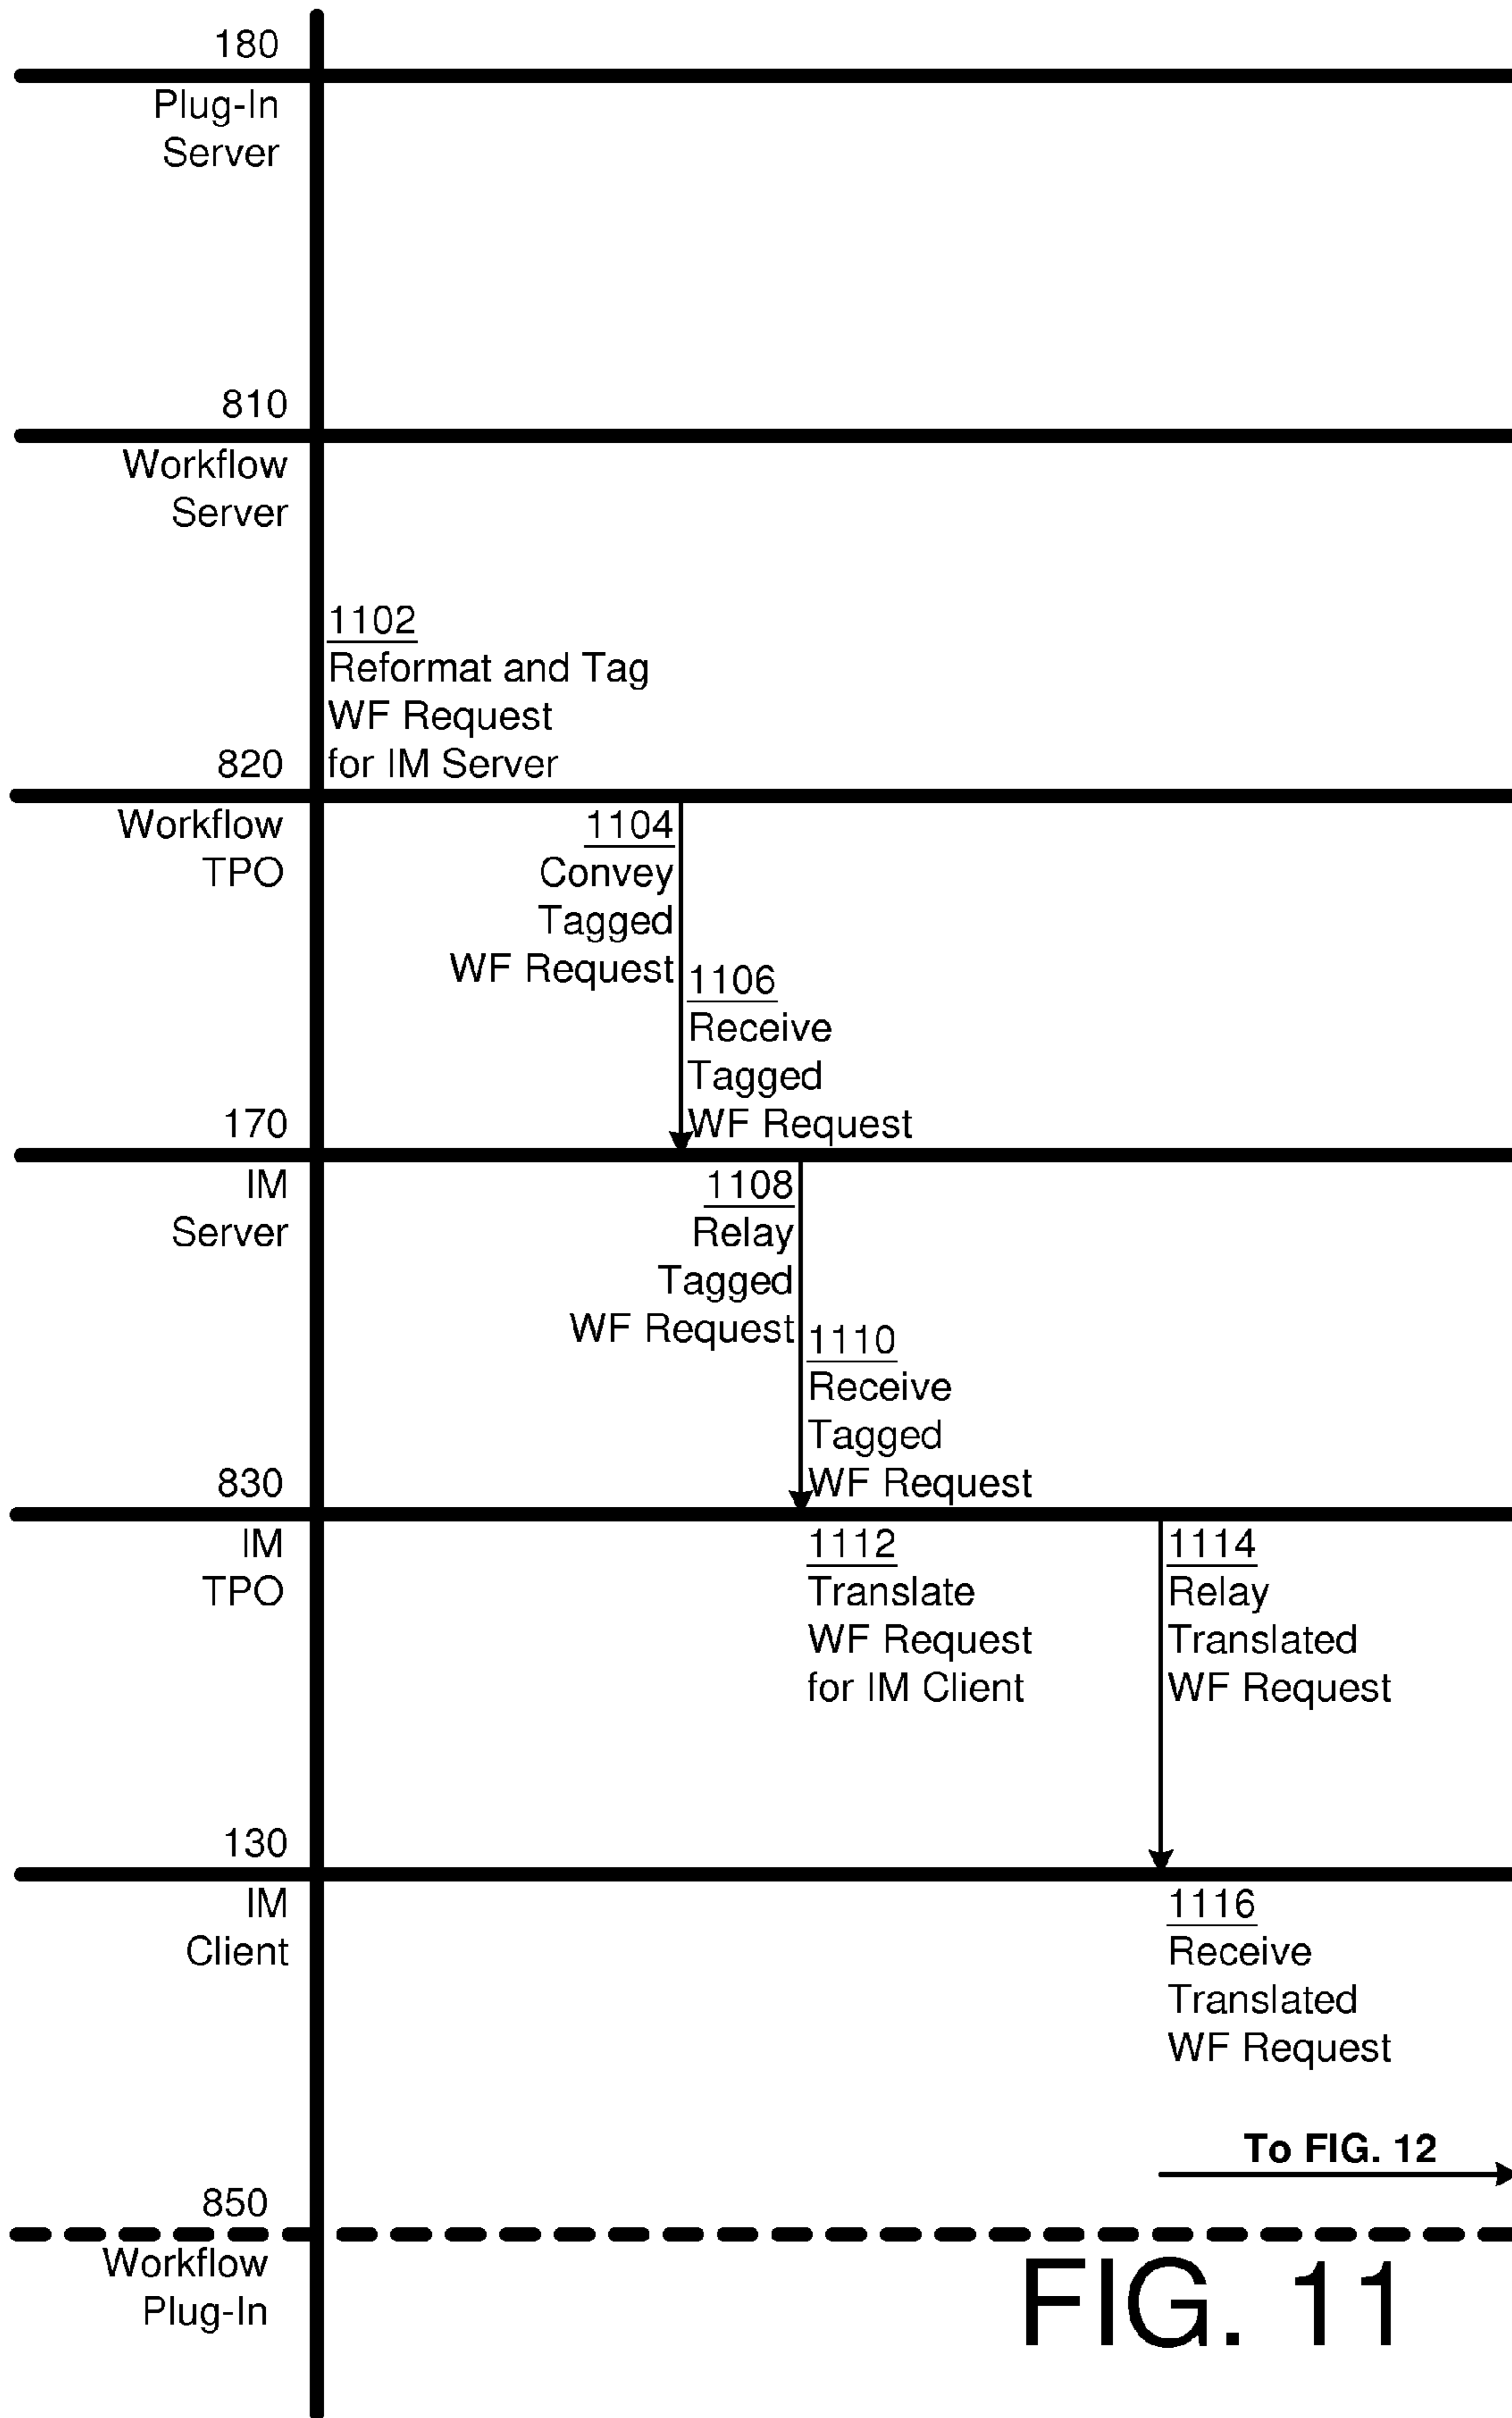 180
Plug-In
Server
810
Workflow
Server
1102
Reformat and Tag
WF Request
for IM Server
820
Workflow
TPO
1104
Convey
Tagged
WF Request
1106
Receive
Tagged
WF Request
170
IM
Server
1108
Relay
Tagged
WF Request
1110
Receive
Tagged
WF Request
830
IM
TPO
1112
Translate
WF Request
for IM Client
1114
Relay
Translated
WF Request
130
IM
Client
1116
Receive
Translated
WF Request
To FIG. 12
850
Workflow
Plug-In
FIG. 11